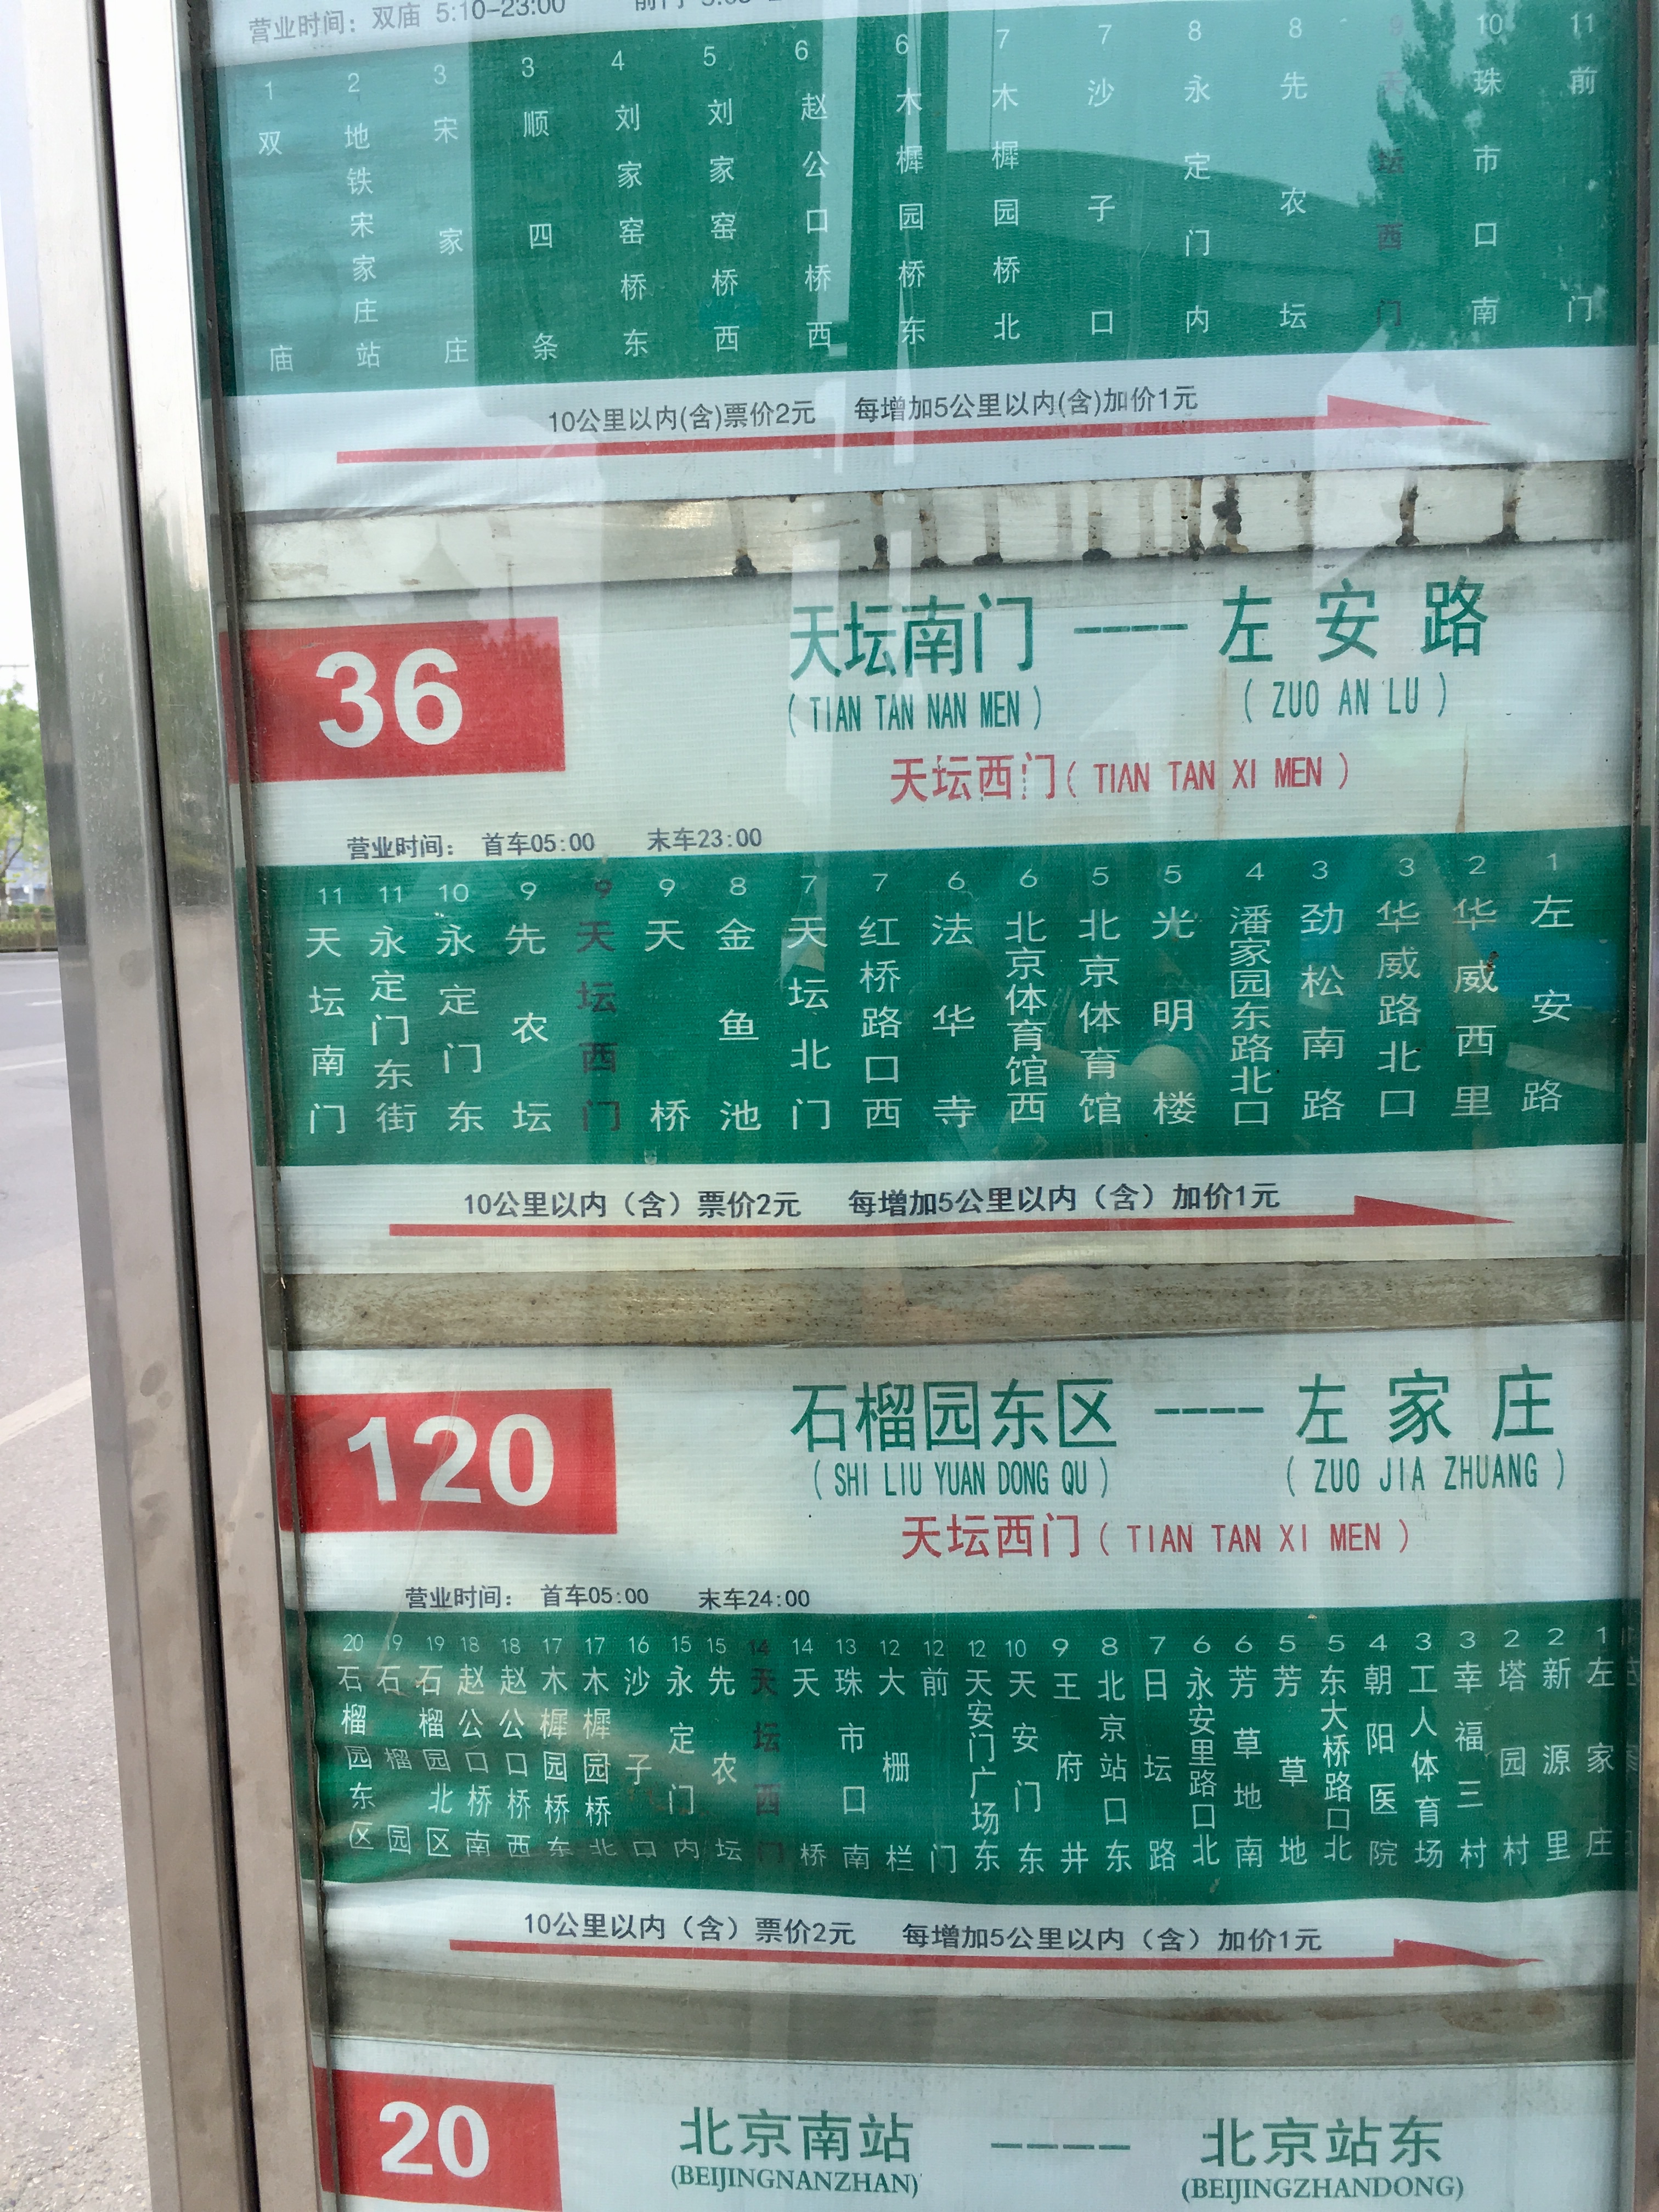 营业时间：双庙 5:10-23:00
1 2 3 3 4 5 6 6 7 7 8 8 9 10 11
双庙 地铁宋家庄站 宋家庄 顺四条 刘家窑桥东 刘家窑桥西 赵公口桥西 木樨园桥东 木樨园桥北 沙子口 永定门内 先农坛 天坛西门 珠市口南 前门
10公里以内(含)票价2元 每增加5公里以内(含)加价1元
36
天坛南门 ---- 左安路
(TIAN TAN NAN MEN) (ZUO AN LU)
天坛西门(TIAN TAN XI MEN)
营业时间： 首车05:00 末车23:00
11 11 10 9 9 9 8 7 7 6 6 5 5 4 3 3 2 1
天坛南门 永定门东街 永定门东 先农坛 天坛西门 天桥 金鱼池 天坛北门 红桥路口西 法华寺 北京体育馆西 北京体育馆 光明楼 潘家园东路北口 劲松南路 华威路北口 华威西里 左安路
10公里以内（含）票价2元 每增加5公里以内（含）加价1元
120
石榴园东区 ---- 左家庄
(SHI LIU YUAN DONG QU) (ZUO JIA ZHUANG)
天坛西门(TIAN TAN XI MEN)
营业时间： 首车05:00 末车24:00
20 19 19 18 18 17 17 16 15 15 14 14 13 12 12 12 10 9 8 7 6 6 5 5 4 3 3 2 2 1
石榴园东区 石榴园 石榴园北区 赵公口桥南 赵公口桥西 木樨园桥东 木樨园桥北 沙子口 永定门内 先农坛 天坛西门 天桥 珠市口南 大栅栏 前门 天安门广场东 天安门东 王府井 北京站口东 日坛路 永安里路口北 芳草地南 芳草地 东大桥路口北 朝阳医院 工人体育场 幸福三村 塔园村 新源里 左家庄
10公里以内（含）票价2元 每增加5公里以内（含）加价1元
20
北京南站 ---- 北京站东
(BEIJINGNANZHAN) (BEIJINGZHANDONG)